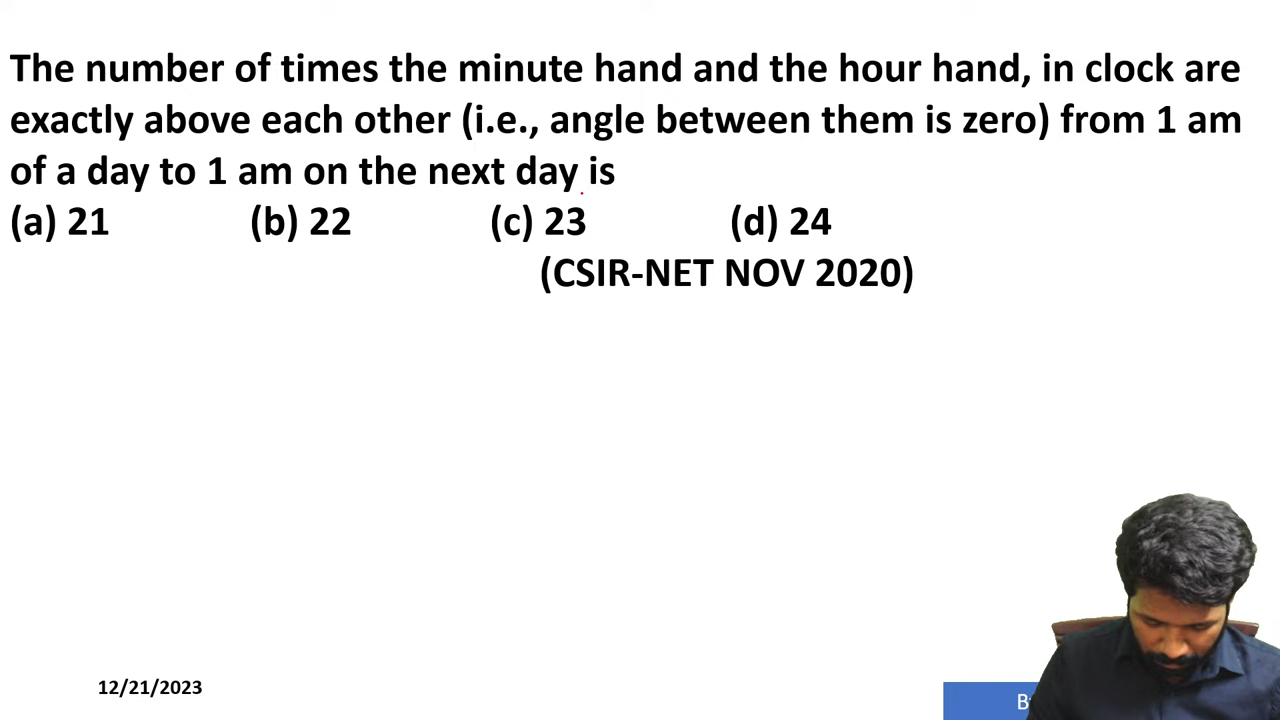 The number of times the minute hand and the hour hand, in clock are
exactly above each other (i.e., angle between them is zero) from 1 am
of a day to 1 am on the next day is
(a) 21 (b) 22 (c) 23 (d) 24
(CSIR-NET NOV 2020)
12/21/2023